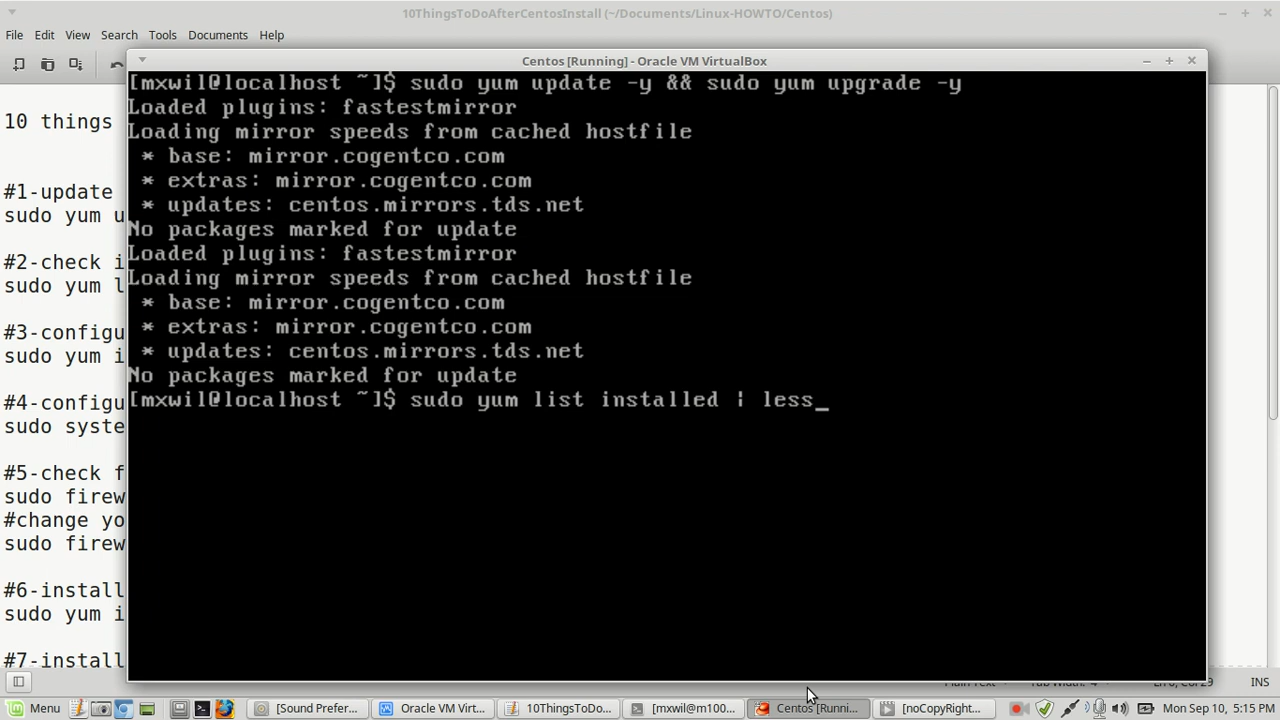 10ThingsToDoAfterCentosInstall (~/Documents/Linux-HOWTO/Centos)
File Edit View Search Tools Documents Help
Centos [Running] - Oracle VM VirtualBox
[mxwil@localhost ~]$ sudo yum update -y && sudo yum upgrade -y
Loaded plugins: fastestmirror
Loading mirror speeds from cached hostfile
* base: mirror.cogentco.com
* extras: mirror.cogentco.com
* updates: centos.mirrors.tds.net
No packages marked for update
Loaded plugins: fastestmirror
Loading mirror speeds from cached hostfile
* base: mirror.cogentco.com
* extras: mirror.cogentco.com
* updates: centos.mirrors.tds.net
No packages marked for update
[mxwil@localhost ~]$ sudo yum list installed | less_
10 things
#1-update
sudo yum u
#2-check i
sudo yum l
#3-configu
sudo yum i
#4-configu
sudo syste
#5-check f
sudo firew
#change yo
sudo firew
#6-install
sudo yum i
#7-install
INS
Menu [Sound Prefer... Oracle VM Virt... 10ThingsToDo... [mxwil@m100... Centos [Runni... [noCopyRight... Mon Sep 10, 5:15 PM